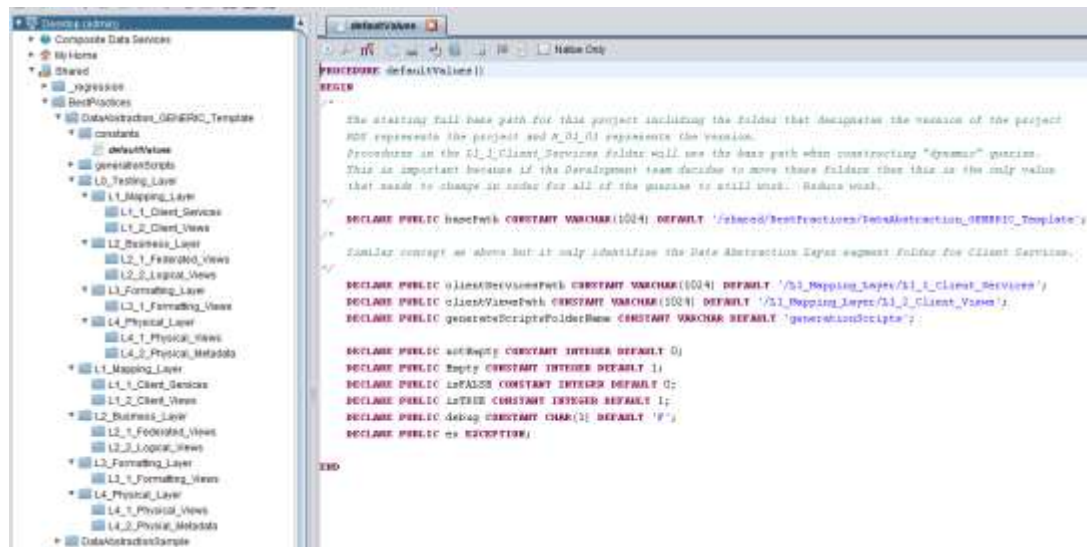 Desktop (admin)
Composite Data Services
My Home
Shared
_regression
BestPractices
DataAbstraction_GENERIC_Template
constants
defaultValues
generationScripts
L0_Testing_Layer
L1_Mapping_Layer
L1_1_Client_Services
L1_2_Client_Views
L2_Business_Layer
L2_1_Federated_Views
L2_2_Logical_Views
L3_Formatting_Layer
L3_1_Formatting_Views
L4_Physical_Layer
L4_1_Physical_Views
L4_2_Physical_Metadata
L1_Mapping_Layer
L1_1_Client_Services
L1_2_Client_Views
L2_Business_Layer
L2_1_Federated_Views
L2_2_Logical_Views
L3_Formatting_Layer
L3_1_Formatting_Views
L4_Physical_Layer
L4_1_Physical_Views
L4_2_Physial_Metadata
DataAbstractionSample
defaultValues
Native Only
PROCEDURE defaultValues()
BEGIN
/*
The starting full base path for this project including the folder that designates the version of the project
represents the project and represents the version.
Procedures in the L1_1_Client_Services folder will use the base path when constructing "dynamic" queries.
This is important because if the Development team decides to move these folders then this is the only value
that needs to change in order for all of the queries to still work. Reduce work.
*/
DECLARE PUBLIC basePath CONSTANT VARCHAR(1024) DEFAULT '/shared/BestPractices/DataAbstraction_GENERIC_Template';
/*
Similar concept as above but it only identifies the Data Abstraction Layer segment folder for Client Services.
*/
DECLARE PUBLIC clientServicesPath CONSTANT VARCHAR(1024) DEFAULT '/L1_Mapping_Layer/L1_1_Client_Services';
DECLARE PUBLIC clientViewsPath CONSTANT VARCHAR(1024) DEFAULT '/L1_Mapping_Layer/L1_2_Client_Views';
DECLARE PUBLIC generateScriptsFolderName CONSTANT VARCHAR DEFAULT 'generationScripts';
DECLARE PUBLIC notEmpty CONSTANT INTEGER DEFAULT 0;
DECLARE PUBLIC Empty CONSTANT INTEGER DEFAULT 1;
DECLARE PUBLIC isFALSE CONSTANT INTEGER DEFAULT 0;
DECLARE PUBLIC isTRUE CONSTANT INTEGER DEFAULT 1;
DECLARE PUBLIC debug CONSTANT CHAR(1) DEFAULT 'F';
DECLARE PUBLIC ex EXCEPTION;
END